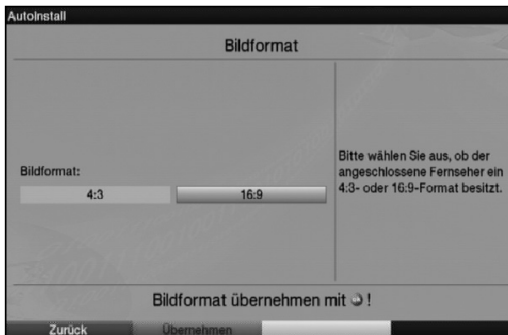 AutoInstall
Bildformat
Bitte wählen Sie aus, ob der
angeschlossene Fernseher ein
4:3- oder 16:9-Format besitzt.
Bildformat:
4:3 16:9
Bildformat übernehmen mit !
Zurück Übernehmen